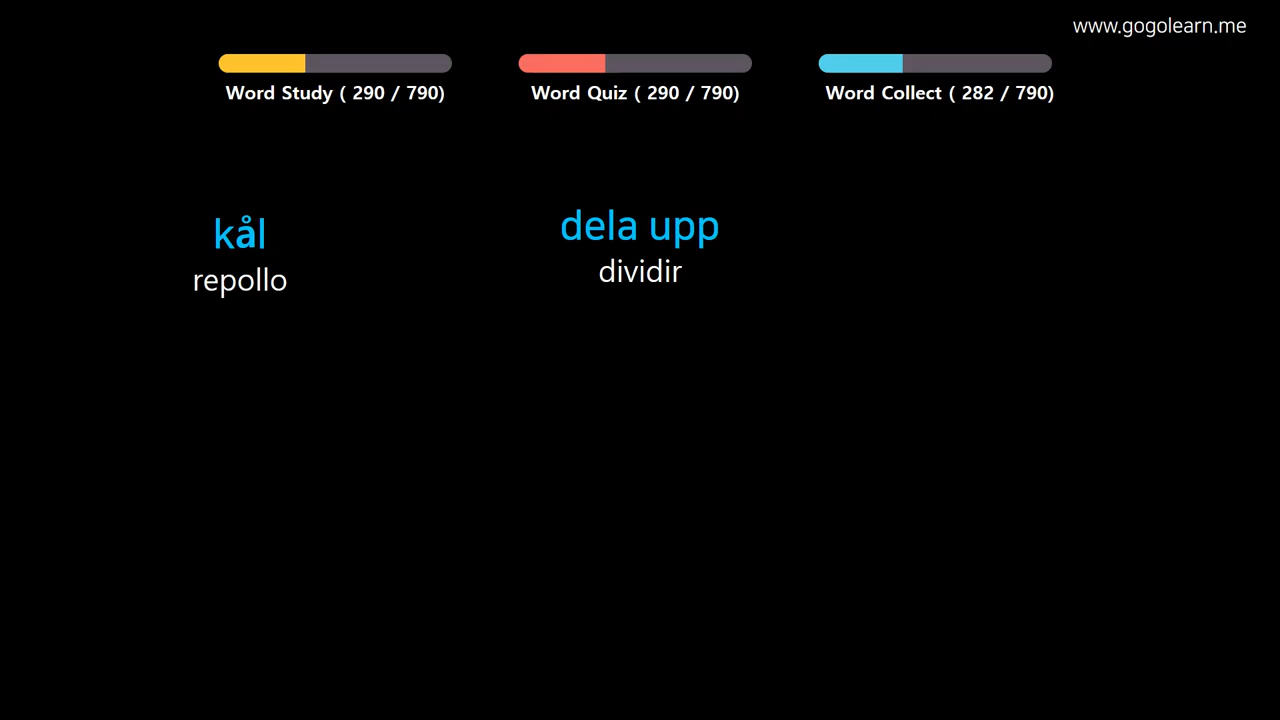 www.gogolearn.me
Word Study ( 290 / 790)
Word Quiz ( 290 / 790)
Word Collect ( 282 / 790)
kål
repollo
dela upp
dividir